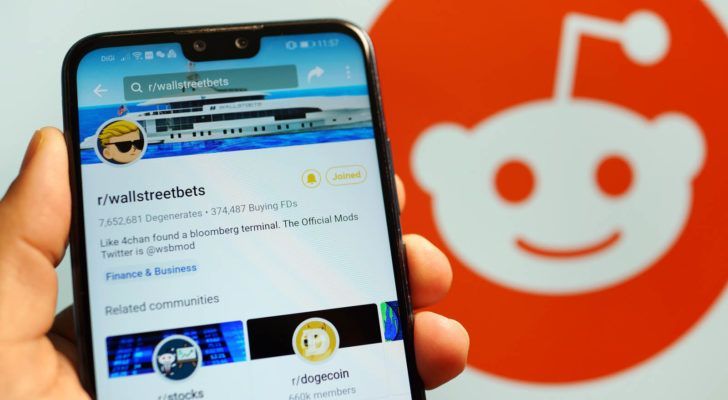 DiGi 11:57
r/wallstreetbets
WALLSTBETS
r/wallstreetbets
Joined
7,652,681 Degenerates • 374,487 Buying FDs
Like 4chan found a bloomberg terminal. The Official Mods
Twitter is @wsbmod
Finance & Business
Related communities
r/stocks
r/dogecoin
660k members